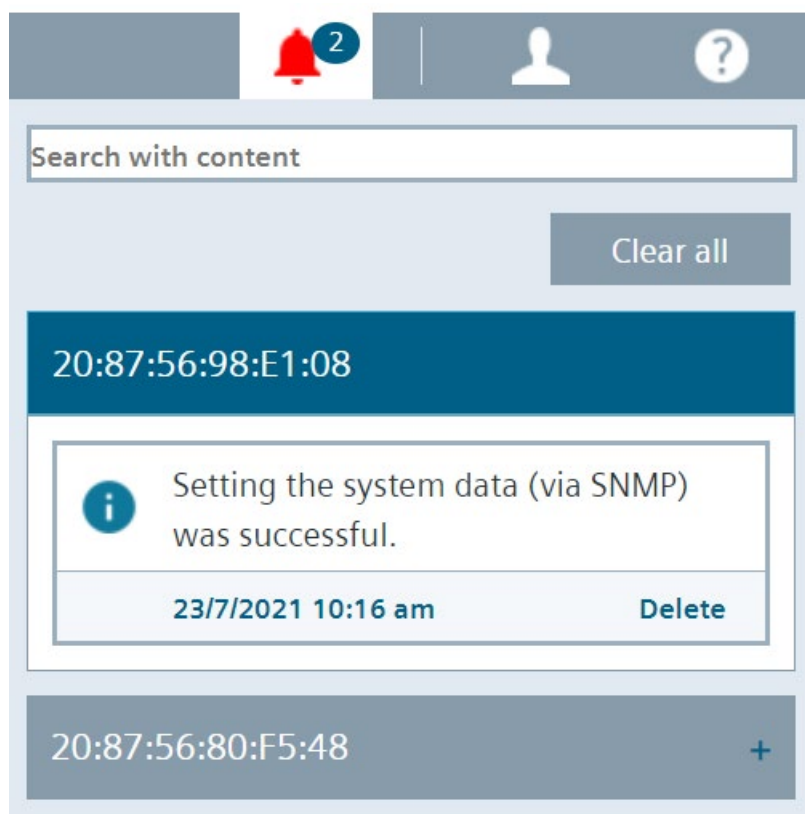 2
?
Search with content
Clear all
20:87:56:98:E1:08
i
Setting the system data (via SNMP)
was successful.
23/7/2021 10:16 am Delete
20:87:56:80:F5:48 +